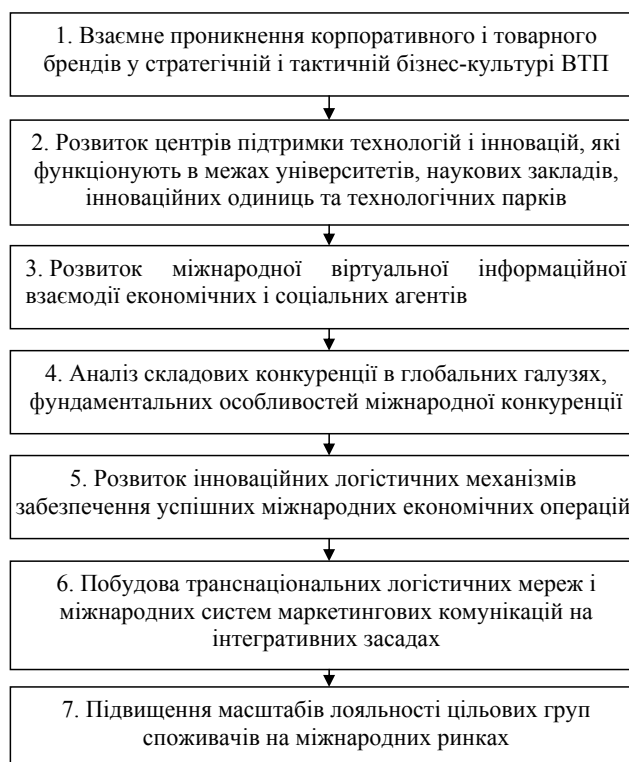 1. Взаємне проникнення корпоративного і товарного
брендів у стратегічній і тактичній бізнес-культурі ВТП
2. Розвиток центрів підтримки технологій і інновацій, які
функціонують в межах університетів, наукових закладів,
інноваційних одиниць та технологічних парків
3. Розвиток міжнародної віртуальної інформаційної
взаємодії економічних і соціальних агентів
4. Аналіз складових конкуренції в глобальних галузях,
фундаментальних особливостей міжнародної конкуренції
5. Розвиток інноваційних логістичних механізмів
забезпечення успішних міжнародних економічних операцій
6. Побудова транснаціональних логістичних мереж і
міжнародних систем маркетингових комунікацій на
інтегративних засадах
7. Підвищення масштабів лояльності цільових груп
споживачів на міжнародних ринках